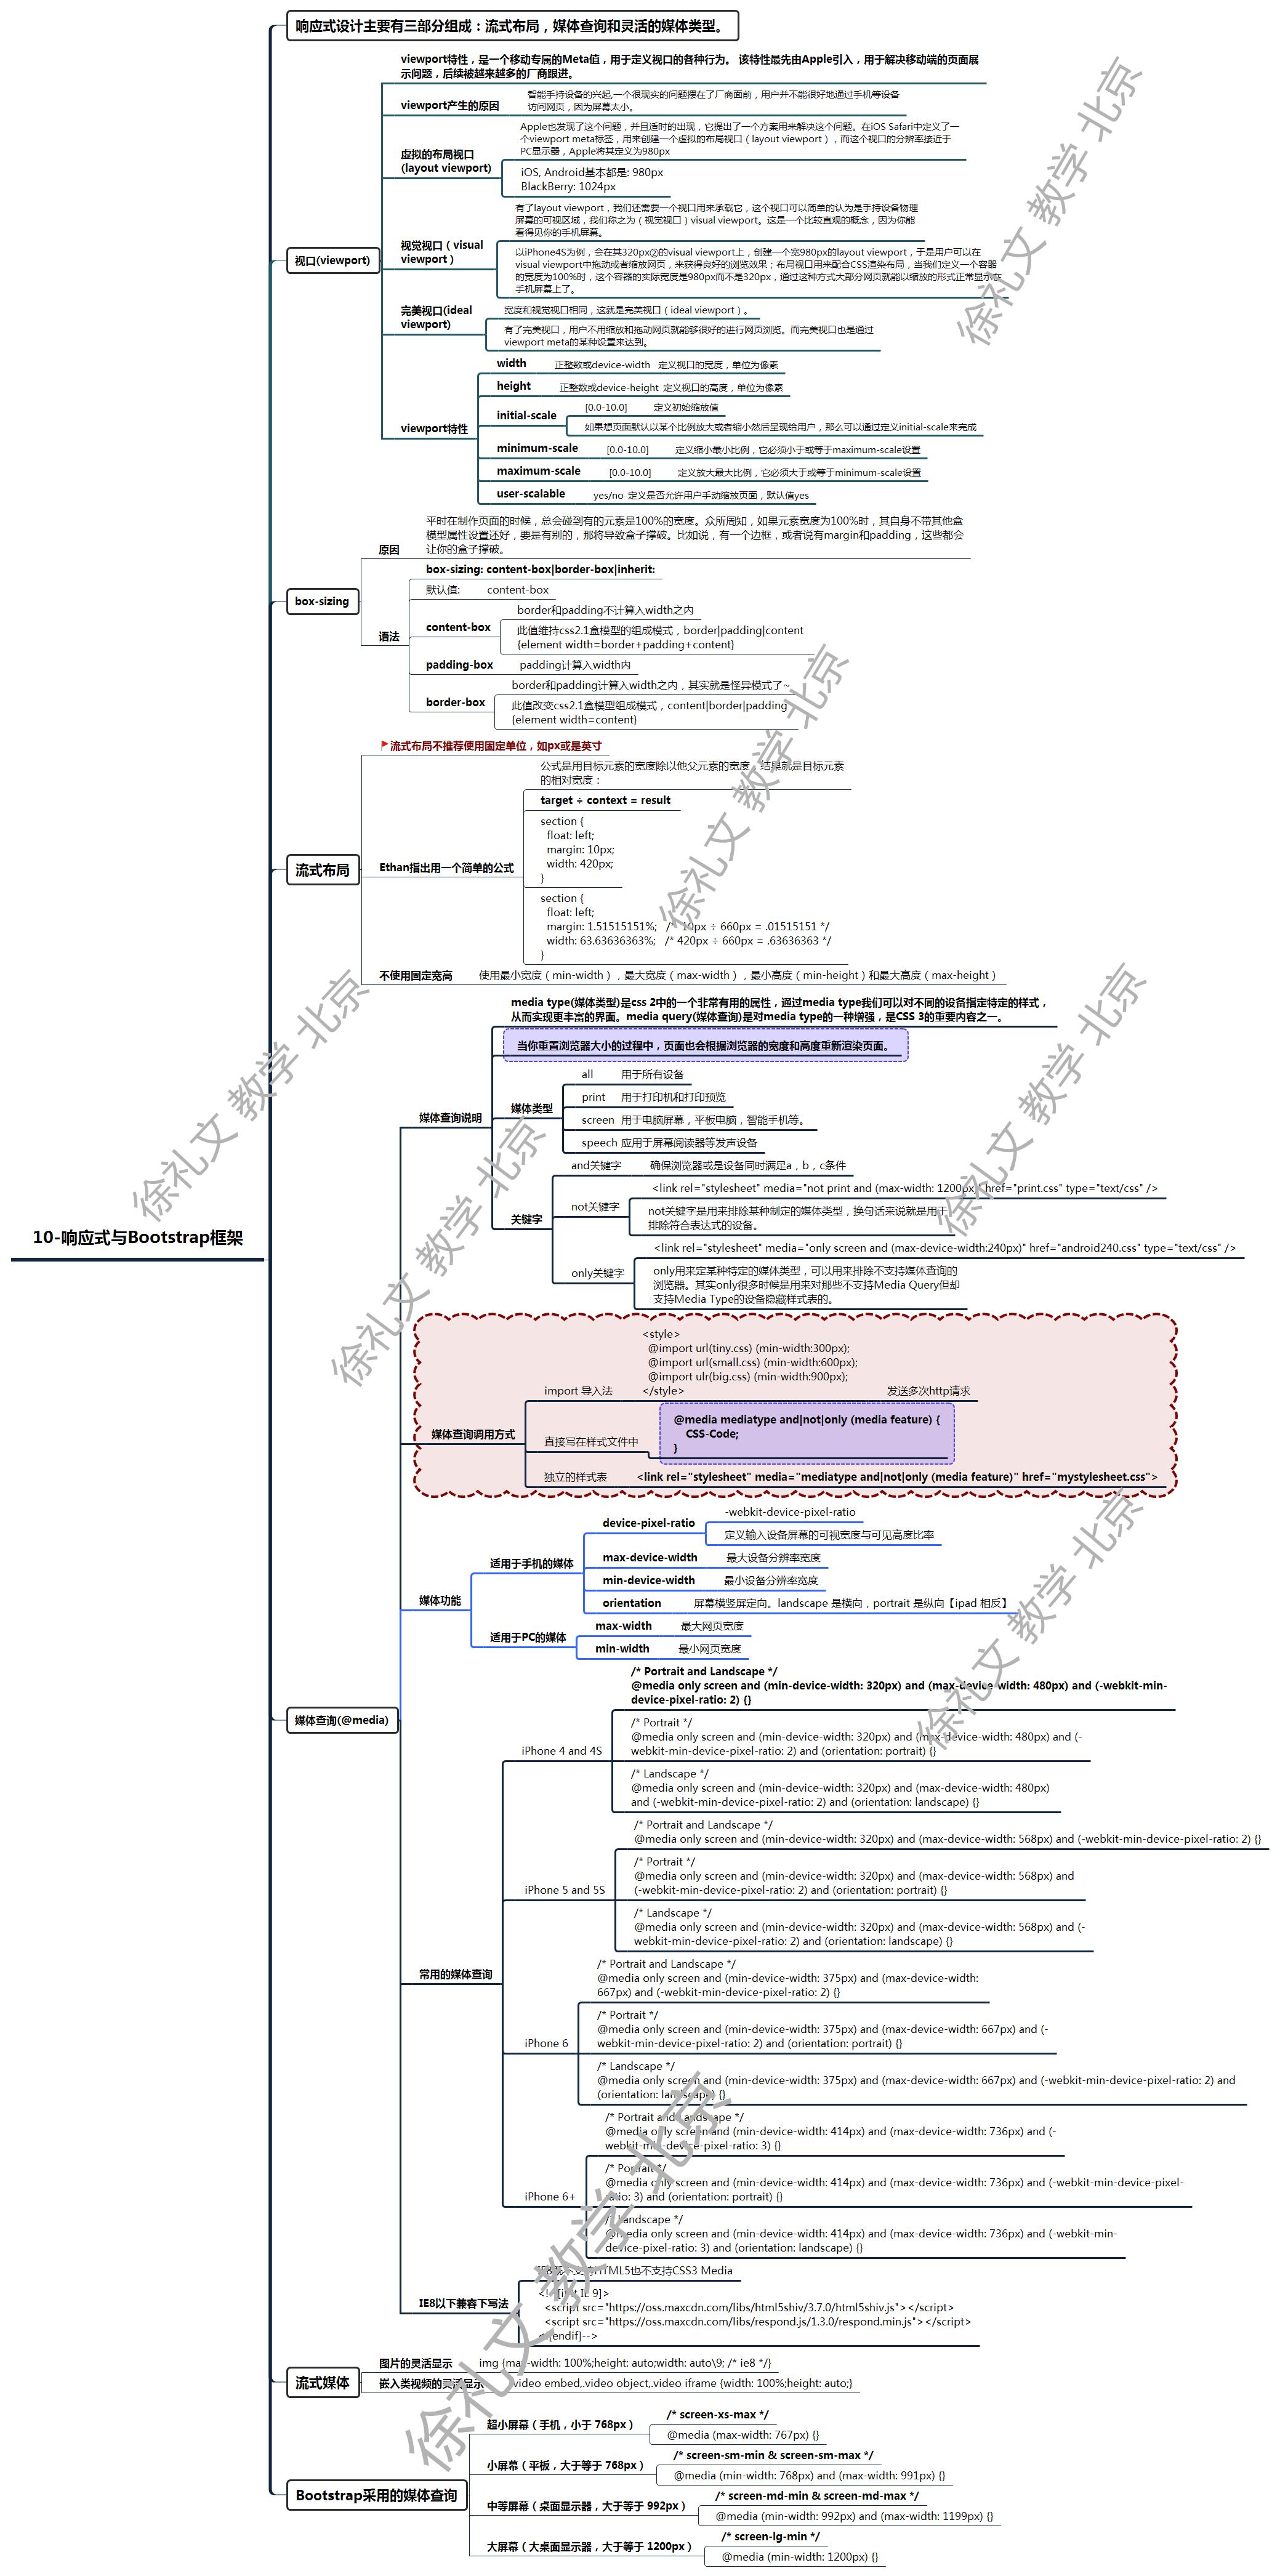 10-响应式与Bootstrap框架
响应式设计主要有三部分组成：流式布局，媒体查询和灵活的媒体类型。
视口(viewport)
viewport特性，是一个移动专属的Meta值，用于定义视口的各种行为。 该特性最先由Apple引入，用于解决移动端的页面展
示问题，后续被越来越多的厂商跟进。
viewport产生的原因
智能手持设备的兴起,一个很现实的问题摆在了厂商面前，用户并不能很好地通过手机等设备
访问网页，因为屏幕太小。
虚拟的布局视口
(layout viewport)
Apple也发现了这个问题，并且适时的出现，它提出了一个方案用来解决这个问题。在iOS Safari中定义了一
个viewport meta标签，用来创建一个虚拟的布局视口（layout viewport），而这个视口的分辨率接近于
PC显示器，Apple将其定义为980px
iOS, Android基本都是: 980px
BlackBerry: 1024px
视觉视口（visual
viewport）
有了layout viewport，我们还需要一个视口用来承载它，这个视口可以简单的认为是手持设备物理
屏幕的可视区域，我们称之为（视觉视口）visual viewport。这是一个比较直观的概念，因为你能
看得见你的手机屏幕。
以iPhone4S为例，会在其320px②的visual viewport上，创建一个宽980px的layout viewport，于是用户可以在
visual viewport中拖动或者缩放网页，来获得良好的浏览效果；布局视口用来配合CSS渲染布局，当我们定义一个容器
的宽度为100%时，这个容器的实际宽度是980px而不是320px，通过这种方式大部分网页就能以缩放的形式正常显示在
手机屏幕上了。
完美视口(ideal
viewport)
宽度和视觉视口相同，这就是完美视口（ideal viewport）。
有了完美视口，用户不用缩放和拖动网页就能够很好的进行网页浏览。而完美视口也是通过
viewport meta的某种设置来达到。
viewport特性
width 正整数或device-width 定义视口的宽度，单位为像素
height 正整数或device-height 定义视口的高度，单位为像素
initial-scale
[0.0-10.0] 定义初始缩放值
如果想页面默认以某个比例放大或者缩小然后呈现给用户，那么可以通过定义initial-scale来完成
minimum-scale [0.0-10.0] 定义缩小最小比例，它必须小于或等于maximum-scale设置
maximum-scale [0.0-10.0] 定义放大最大比例，它必须大于或等于minimum-scale设置
user-scalable yes/no 定义是否允许用户手动缩放页面，默认值yes
box-sizing
原因
平时在制作页面的时候，总会碰到有的元素是100%的宽度。众所周知，如果元素宽度为100%时，其自身不带其他盒
模型属性设置还好，要是有别的，那将导致盒子撑破。比如说，有一个边框，或者说有margin和padding，这些都会
让你的盒子撑破。
语法
box-sizing: content-box|border-box|inherit:
默认值: content-box
content-box
border和padding不计算入width之内
此值维持css2.1盒模型的组成模式，border|padding|content
{element width=border+padding+content}
padding-box padding计算入width内
border-box
border和padding计算入width之内，其实就是怪异模式了~
此值改变css2.1盒模型组成模式，content|border|padding
{element width=content}
流式布局
流式布局不推荐使用固定单位，如px或是英寸
Ethan指出用一个简单的公式
公式是用目标元素的宽度除以他父元素的宽度，结果就是目标元素
的相对宽度：
target ÷ context = result
section {
float: left;
margin: 10px;
width: 420px;
}
section {
float: left;
margin: 1.51515151%; /* 10px ÷ 660px = .01515151 */
width: 63.63636363%; /* 420px ÷ 660px = .63636363 */
}
不使用固定宽高 使用最小宽度（min-width），最大宽度（max-width），最小高度（min-height）和最大高度（max-height）
媒体查询(@media)
媒体查询说明
media type(媒体类型)是css 2中的一个非常有用的属性，通过media type我们可以对不同的设备指定特定的样式，
从而实现更丰富的界面。media query(媒体查询)是对media type的一种增强，是CSS 3的重要内容之一。
当你重置浏览器大小的过程中，页面也会根据浏览器的宽度和高度重新渲染页面。
媒体类型
all 用于所有设备
print 用于打印机和打印预览
screen 用于电脑屏幕，平板电脑，智能手机等。
speech 应用于屏幕阅读器等发声设备
关键字
and关键字 确保浏览器或是设备同时满足a，b，c条件
not关键字
<link rel="stylesheet" media="not print and (max-width: 1200px)" href="print.css" type="text/css" />
not关键字是用来排除某种制定的媒体类型，换句话来说就是用于
排除符合表达式的设备。
only关键字
<link rel="stylesheet" media="only screen and (max-device-width:240px)" href="android240.css" type="text/css" />
only用来定某种特定的媒体类型，可以用来排除不支持媒体查询的
浏览器。其实only很多时候是用来对那些不支持Media Query但却
支持Media Type的设备隐藏样式表的。
媒体查询调用方式
import 导入法
<style>
@import url(tiny.css) (min-width:300px);
@import url(small.css) (min-width:600px);
@import ulr(big.css) (min-width:900px);
</style> 发送多次http请求
直接写在样式文件中
@media mediatype and|not|only (media feature) {
CSS-Code;
}
独立的样式表 <link rel="stylesheet" media="mediatype and|not|only (media feature)" href="mystylesheet.css">
媒体功能
适用于手机的媒体
device-pixel-ratio
-webkit-device-pixel-ratio
定义输入设备屏幕的可视宽度与可见高度比率
max-device-width 最大设备分辨率宽度
min-device-width 最小设备分辨率宽度
orientation 屏幕横竖屏定向。landscape 是横向，portrait 是纵向【ipad 相反】
适用于PC的媒体
max-width 最大网页宽度
min-width 最小网页宽度
常用的媒体查询
iPhone 4 and 4S
/* Portrait and Landscape */
@media only screen and (min-device-width: 320px) and (max-device-width: 480px) and (-webkit-min-
device-pixel-ratio: 2) {}
/* Portrait */
@media only screen and (min-device-width: 320px) and (max-device-width: 480px) and (-
webkit-min-device-pixel-ratio: 2) and (orientation: portrait) {}
/* Landscape */
@media only screen and (min-device-width: 320px) and (max-device-width: 480px)
and (-webkit-min-device-pixel-ratio: 2) and (orientation: landscape) {}
iPhone 5 and 5S
/* Portrait and Landscape */
@media only screen and (min-device-width: 320px) and (max-device-width: 568px) and (-webkit-min-device-pixel-ratio: 2) {}
/* Portrait */
@media only screen and (min-device-width: 320px) and (max-device-width: 568px) and
(-webkit-min-device-pixel-ratio: 2) and (orientation: portrait) {}
/* Landscape */
@media only screen and (min-device-width: 320px) and (max-device-width: 568px) and (-
webkit-min-device-pixel-ratio: 2) and (orientation: landscape) {}
iPhone 6
/* Portrait and Landscape */
@media only screen and (min-device-width: 375px) and (max-device-width:
667px) and (-webkit-min-device-pixel-ratio: 2) {}
/* Portrait */
@media only screen and (min-device-width: 375px) and (max-device-width: 667px) and (-
webkit-min-device-pixel-ratio: 2) and (orientation: portrait) {}
/* Landscape */
@media only screen and (min-device-width: 375px) and (max-device-width: 667px) and (-webkit-min-device-pixel-ratio: 2) and
(orientation: landscape) {}
iPhone 6+
/* Portrait and Landscape */
@media only screen and (min-device-width: 414px) and (max-device-width: 736px) and (-
webkit-min-device-pixel-ratio: 3) {}
/* Portrait */
@media only screen and (min-device-width: 414px) and (max-device-width: 736px) and (-webkit-min-device-pixel-
ratio: 3) and (orientation: portrait) {}
/* Landscape */
@media only screen and (min-device-width: 414px) and (max-device-width: 736px) and (-webkit-min-
device-pixel-ratio: 3) and (orientation: landscape) {}
IE8以下兼容下写法
IE8既不支持HTML5也不支持CSS3 Media
<!--[if lt IE 9]>
<script src="https://oss.maxcdn.com/libs/html5shiv/3.7.0/html5shiv.js"></script>
<script src="https://oss.maxcdn.com/libs/respond.js/1.3.0/respond.min.js"></script>
<![endif]-->
流式媒体
图片的灵活显示 img {max-width: 100%;height: auto;width: auto\9; /* ie8 */}
嵌入类视频的灵活显示 .video embed,.video object,.video iframe {width: 100%;height: auto;}
Bootstrap采用的媒体查询
超小屏幕（手机，小于 768px）
/* screen-xs-max */
@media (max-width: 767px) {}
小屏幕（平板，大于等于 768px）
/* screen-sm-min & screen-sm-max */
@media (min-width: 768px) and (max-width: 991px) {}
中等屏幕（桌面显示器，大于等于 992px）
/* screen-md-min & screen-md-max */
@media (min-width: 992px) and (max-width: 1199px) {}
大屏幕（大桌面显示器，大于等于 1200px）
/* screen-lg-min */
@media (min-width: 1200px) {}
徐礼文 教学 北京
徐礼文 教学 北京
徐礼文 教学 北京
徐礼文 教学 北京
徐礼文 教学 北京
徐礼文 教学 北京
徐礼文 教学 北京